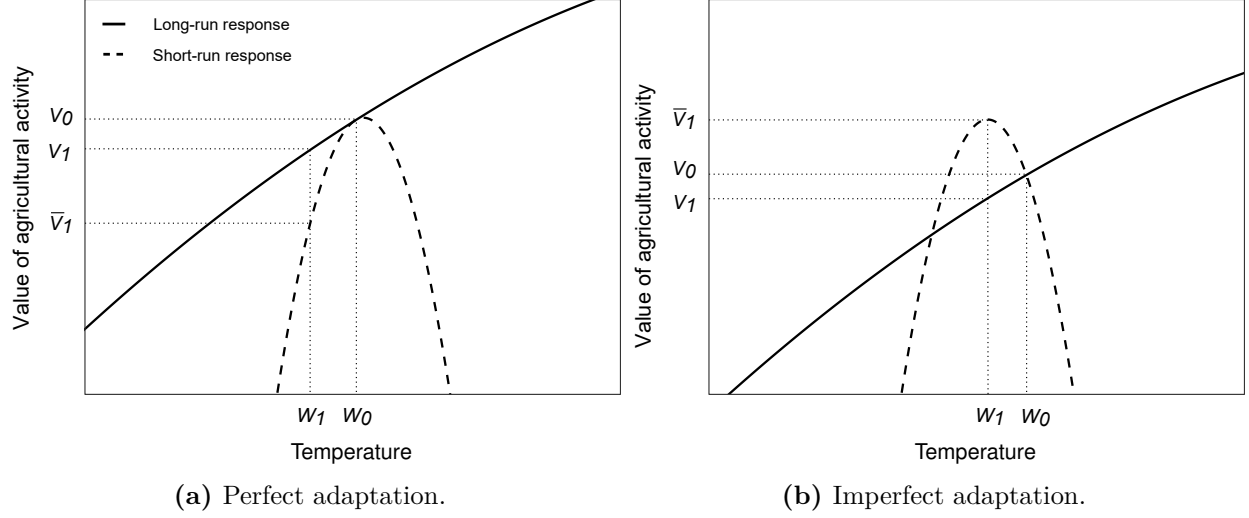 Long-run response
Short-run response
Value of agricultural activity
v₀
v₁
v̅₁
w₁ w₀
Temperature
(a) Perfect adaptation.
Value of agricultural activity
v̅₁
v₀
v₁
w₁ w₀
Temperature
(b) Imperfect adaptation.